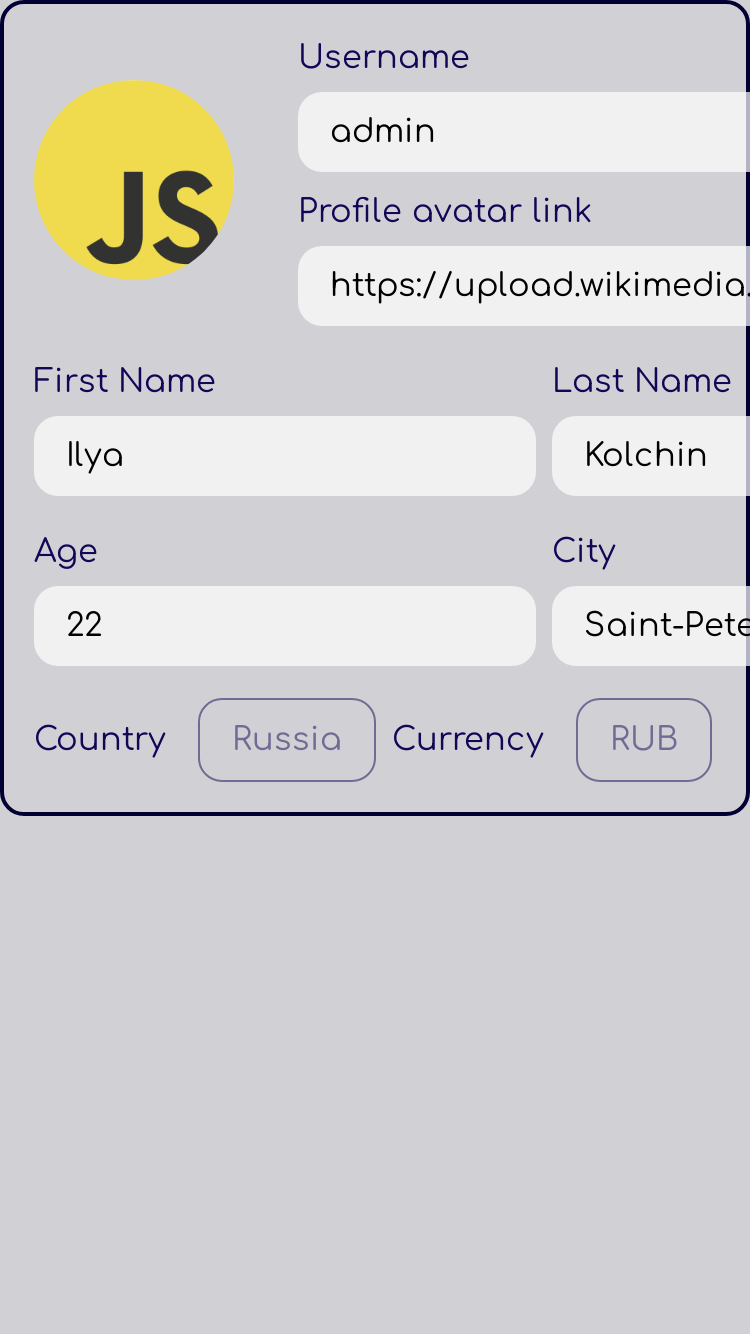 Username
admin
JS
Profile avatar link
https://upload.wikimedia.
First Name
Last Name
Ilya
Kolchin
Age
City
22
Saint-Pete
Country
Russia
Currency
RUB